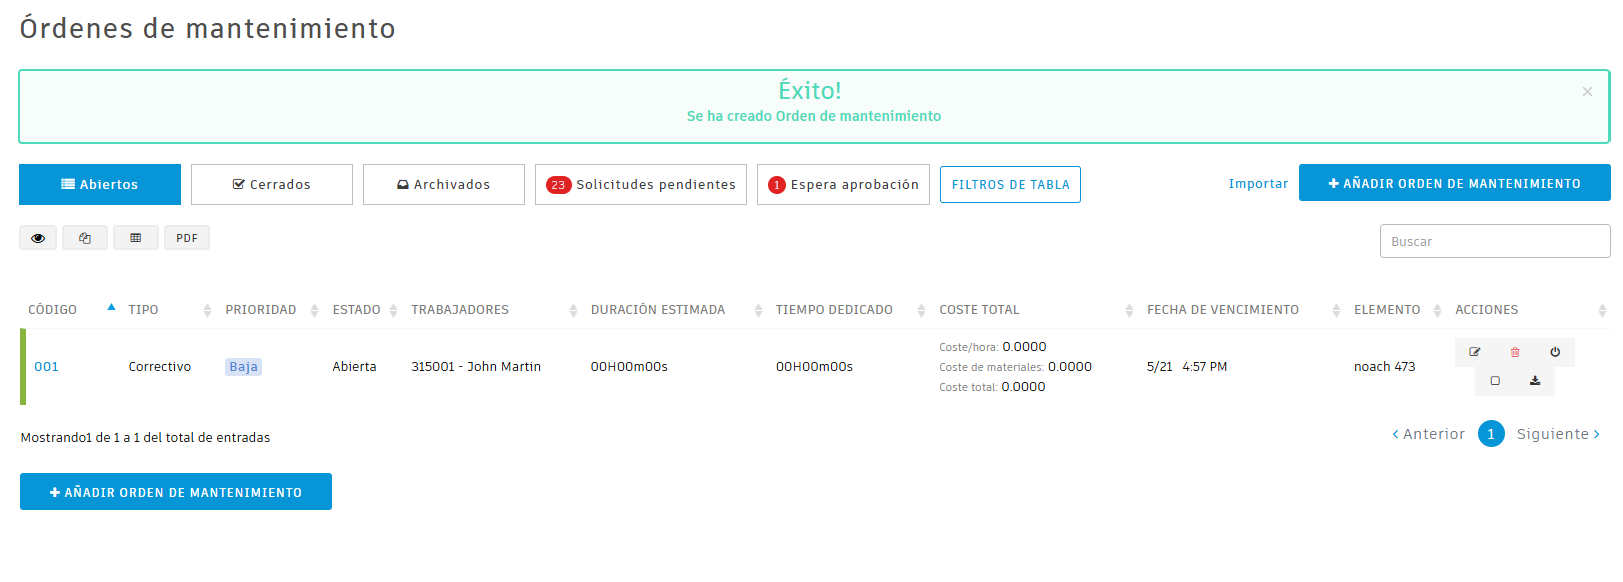 Órdenes de mantenimiento
Éxito!
×
Se ha creado Orden de mantenimiento
Abiertos
Cerrados
Archivados
23 Solicitudes pendientes
1 Espera aprobación
FILTROS DE TABLA
Importar
+ AÑADIR ORDEN DE MANTENIMIENTO
PDF
Buscar
CÓDIGO TIPO PRIORIDAD ESTADO TRABAJADORES DURACIÓN ESTIMADA TIEMPO DEDICADO COSTE TOTAL FECHA DE VENCIMIENTO ELEMENTO ACCIONES
Coste/hora: 0.0000
001 Correctivo Baja Abierta 315001 - John Martin 00H00m00s 00H00m00s Coste de materiales: 0.0000 5/21 4:57 PM noach 473
Coste total: 0.0000
Mostrando1 de 1 a 1 del total de entradas
< Anterior 1 Siguiente >
+ AÑADIR ORDEN DE MANTENIMIENTO